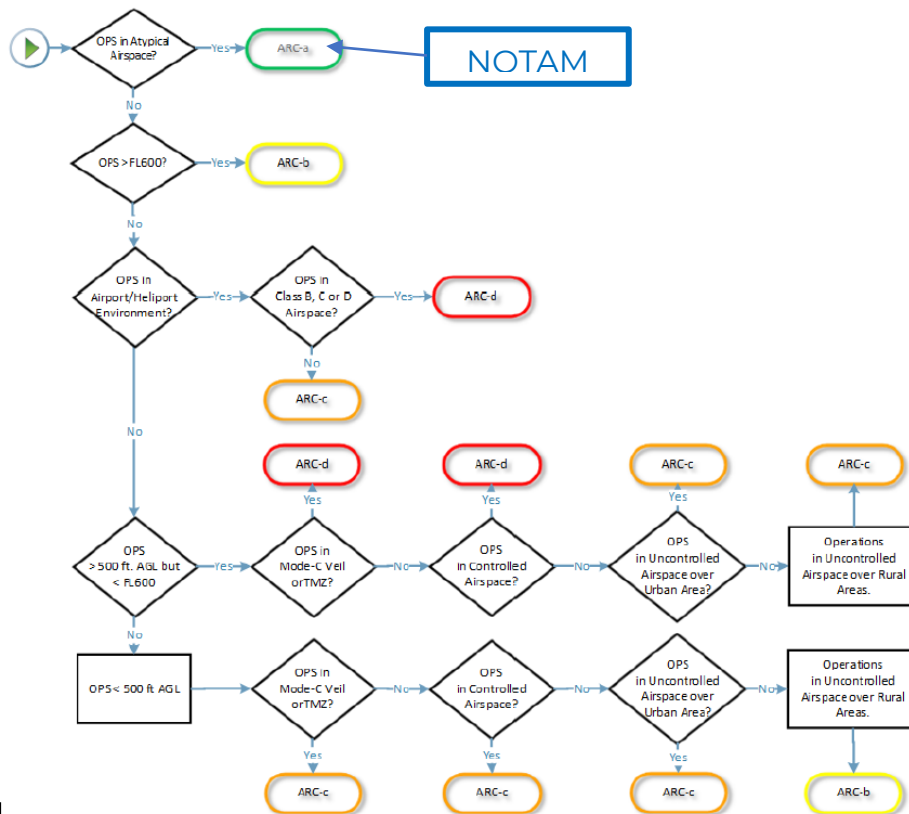 OPS in Atypical
Airspace?
Yes
ARC-a
NOTAM
No
OPS >FL600?
Yes
ARC-b
No
OPS in
Airport/Heliport
Environment?
Yes
OPS in
Class B, C or D
Airspace?
Yes
ARC-d
No
ARC-c
No
ARC-d
ARC-d
ARC-c
ARC-c
Yes
Yes
Yes
OPS
>500 ft. AGL but
< FL600
Yes
OPS in
Mode-C Veil
orTMZ?
No
OPS
in Controlled
Airspace?
No
OPS
in Uncontrolled
Airspace over
Urban Area?
No
Operations
in Uncontrolled
Airspace over Rural
Areas.
No
OPS< 500 ft AGL
OPS in
Mode-C Veil
orTMZ?
No
OPS
in Controlled
Airspace?
No
OPS
in Uncontrolled
Airspace over
Urban Area?
No
Operations
in Uncontrolled
Airspace over Rural
Areas.
Yes
Yes
Yes
ARC-c
ARC-c
ARC-c
ARC-b